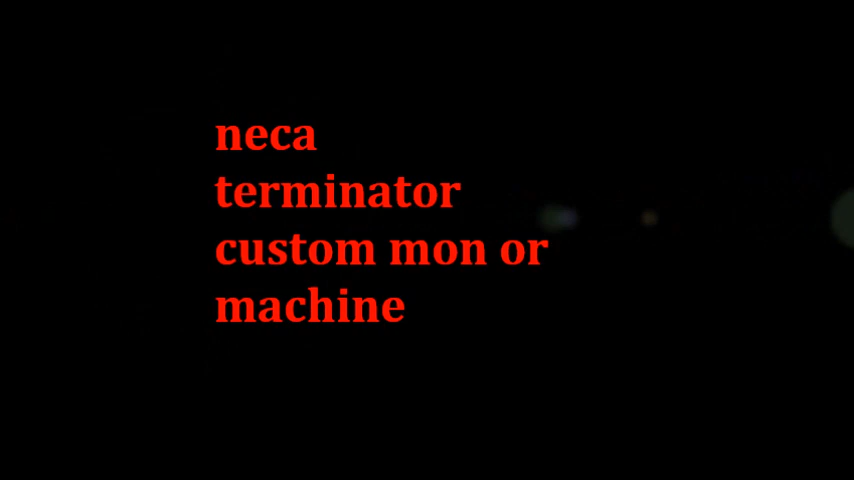 neca
terminator
custom mon or
machine